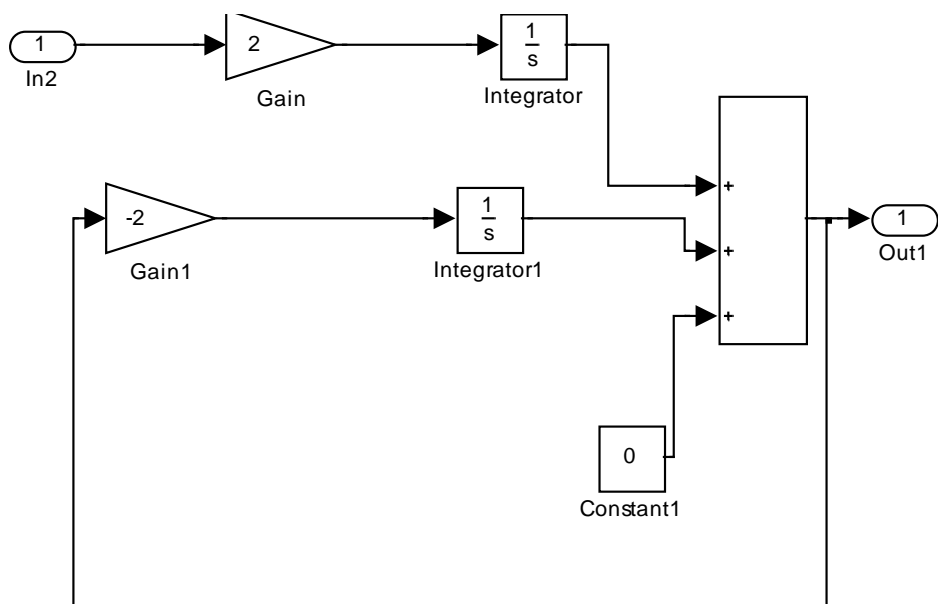 1
In2
2
Gain
1
s
Integrator
+
-2
Gain1
1
s
Integrator1
+
1
Out1
+
0
Constant1